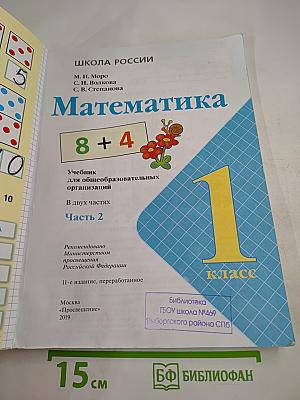 ШКОЛА РОССИИ
М. И. Моро
С. И. Волкова
С. В. Степанова
Математика
8 + 4
Учебник
для общеобразовательных
организаций
В двух частях
Часть 2
Рекомендовано
Министерством
просвещения
Российской Федерации
11-е издание, переработанное
Москва
«Просвещение»
2019
1
класс
Библиотека
ГБОУ школа №469
Выборгского района СПб
5
10
10
15 см
БФ БИБЛИОФАН